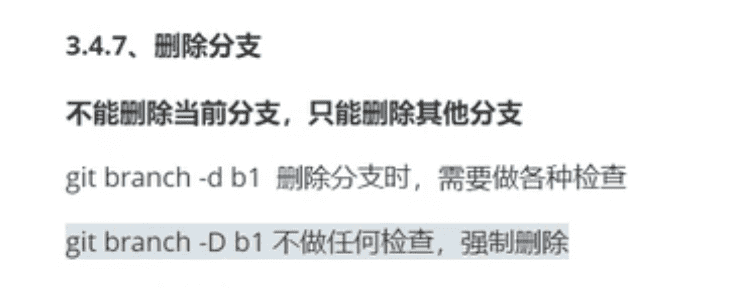 3.4.7、删除分支
不能删除当前分支，只能删除其他分支
git branch -d b1 删除分支时，需要做各种检查
git branch -D b1 不做任何检查，强制删除